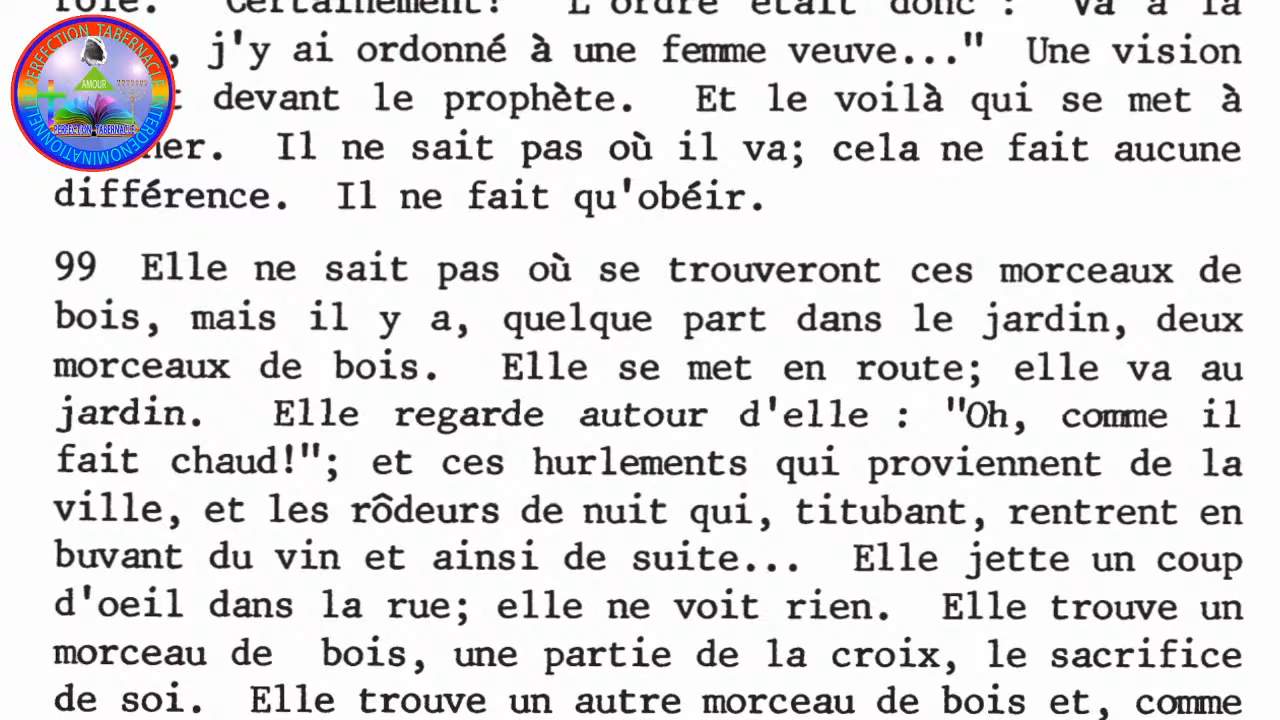 rôle. Certainement! L'ordre était donc : "Va à la
, j'y ai ordonné à une femme veuve..." Une vision
t devant le prophète. Et le voilà qui se met à
her. Il ne sait pas où il va; cela ne fait aucune
différence. Il ne fait qu'obéir.
99 Elle ne sait pas où se trouveront ces morceaux de
bois, mais il y a, quelque part dans le jardin, deux
morceaux de bois. Elle se met en route; elle va au
jardin. Elle regarde autour d'elle : "Oh, comme il
fait chaud!"; et ces hurlements qui proviennent de la
ville, et les rôdeurs de nuit qui, titubant, rentrent en
buvant du vin et ainsi de suite... Elle jette un coup
d'oeil dans la rue; elle ne voit rien. Elle trouve un
morceau de bois, une partie de la croix, le sacrifice
de soi. Elle trouve un autre morceau de bois et, comme
PERFECTION TABERNACLE INTERDENOMINATIONNELLE
AMOUR
PERFECTION TABERNACLE